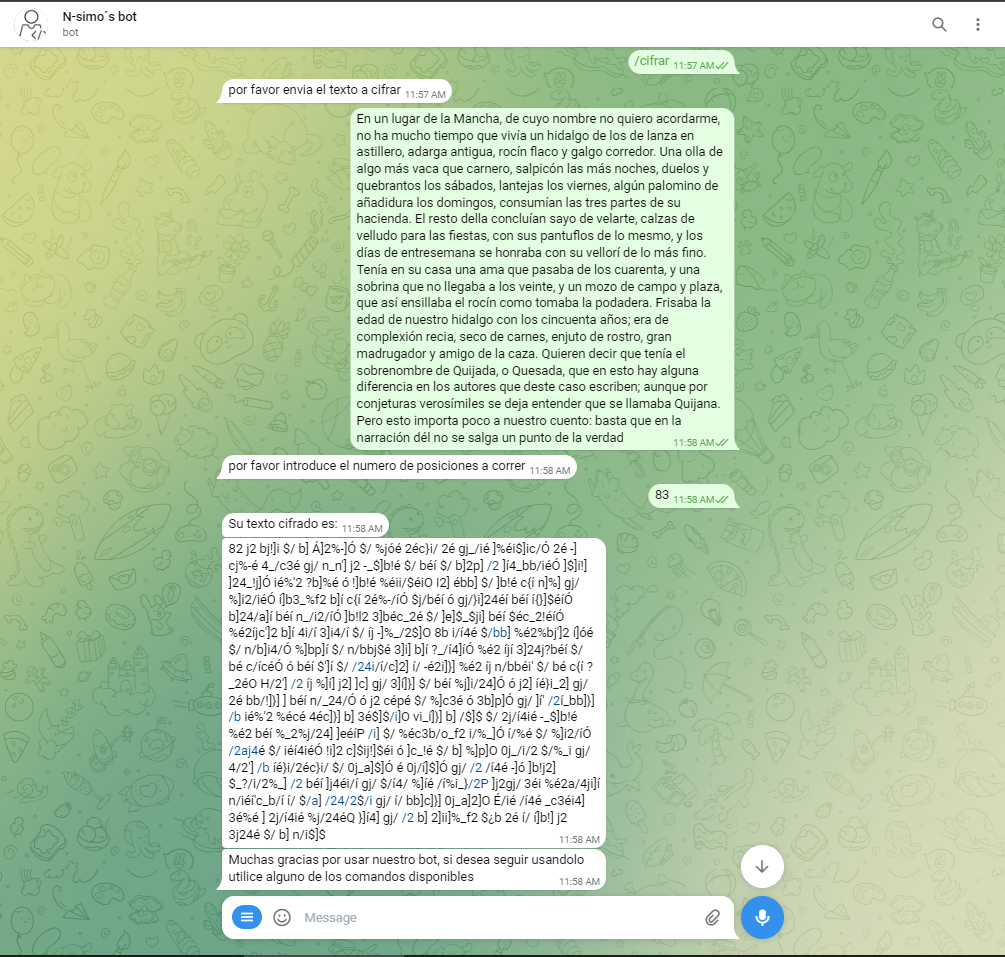 N-simo´s bot
bot
/cifrar 11:57 AM
por favor envia el texto a cifrar 11:57 AM
En un lugar de la Mancha, de cuyo nombre no quiero acordarme,
no ha mucho tiempo que vivía un hidalgo de los de lanza en
astillero, adarga antigua, rocín flaco y galgo corredor. Una olla de
algo más vaca que carnero, salpicón las más noches, duelos y
quebrantos los sábados, lantejas los viernes, algún palomino de
añadidura los domingos, consumían las tres partes de su
hacienda. El resto della concluían sayo de velarte, calzas de
velludo para las fiestas, con sus pantuflos de lo mesmo, y los
días de entresemana se honraba con su vellorí de lo más fino.
Tenía en su casa una ama que pasaba de los cuarenta, y una
sobrina que no llegaba a los veinte, y un mozo de campo y plaza,
que así ensillaba el rocín como tomaba la podadera. Frisaba la
edad de nuestro hidalgo con los cincuenta años; era de
complexión recia, seco de carnes, enjuto de rostro, gran
madrugador y amigo de la caza. Quieren decir que tenía el
sobrenombre de Quijada, o Quesada, que en esto hay alguna
diferencia en los autores que deste caso escriben; aunque por
conjeturas verosímiles se deja entender que se llamaba Quijana.
Pero esto importa poco a nuestro cuento: basta que en la
narración dél no se salga un punto de la verdad
11:58 AM
por favor introduce el numero de posiciones a correr 11:58 AM
83 11:58 AM
Su texto cifrado es: 11:58 AM
82 j2 bj!]i $/ b] Á]2%-]Ó $/ %jóé 2éc}i/ 2é gj_/ié ]%éi$]ic/Ó 2é -]
cj%-é 4_/c3é gj/ n_n'] j2 -_$]b!é $/ béí $/ b]2p] /2 ]í4_bb/iéÓ ]$]i!]
]24_!j]Ó ié%'2 ?b]%é ó !]b!é %éii/$éiO I2] ébb] $/ ]b!é c{í n]%] gj/
%]i2/iéÓ í]b3_%f2 b]í c{í 2é%-/íÓ $j/béí ó gj/}i]24éí béí í{}]$éíÓ
b]24/a]í béí n_/i2/íÓ ]b!l2 3]béc_2é $/ ]e]$_$ji] béí $éc_2!éíÓ
%é2íjc']2 b]í 4i/í 3]i4/í $/ íj -]%_/2$]O 8b i/í4é $/bb] %é2%bj']2 í]óé
$/ n/b]i4/Ó %]bp]í $/ n/bbj$é 3]i] b]í ?_/í4]íÓ %é2 íjí 3]24j?béí $/
bé c/ícéÓ ó béí $']í $/ /24i/í/c]2] í/ -é2i]}] %é2 íj n/bbéi' $/ bé c{í ?
_2éO H/2'] /2 íj %]í] j2] ]c] gj/ 3]í]}] $/ béí %j]i/24]Ó ó j2] íé}i_2] gj/
2é bb/!]}] ] béí n/_24/Ó ó j2 cépé $/ %]c3é ó 3b]p]Ó gj/ ]í' /2í_bb]}]
/b ié%'2 %écé 4éc]}] b] 3é$]$/i]O vi_í]}] b] /$]$ $/ 2j/í4ié -_$]b!é
%é2 béí %_2%j/24] ]eéíP /i] $/ %éc3b/o_f2 i/%_]Ó í/%é $/ %]i2/íÓ
/2aj4é $/ iéí4iéÓ !i]2 c]$ij!]$éi ó ]c_!é $/ b] %]p]O 0j_/i/2 $/%_i gj/
4/2'] /b íé}i/2éc}i/ $/ 0j_a]$]Ó é 0j/í]$]Ó gj/ /2 /í4é -]ó ]b!j2]
$_?/i/2%_] /2 béí ]j4éi/í gj/ $/í4/ %]íé /í%i_}/2P ]j2gj/ 3éi %é2a/4ji]í
n/iéí'c_b/í í/ $/a] /24/2$/i gj/ í/ bb]c]}] 0j_a]2]O É/ié /í4é _c3éi4]
3é%é ] 2j/í4ié %j/24éQ }]í4] gj/ /2 b] 2]ii]%_f2 $¿b 2é í/ í]b!] j2
3j24é $/ b] n/i$]$
11:58 AM
Muchas gracias por usar nuestro bot, si desea seguir usandolo
utilice alguno de los comandos disponibles 11:58 AM
Message